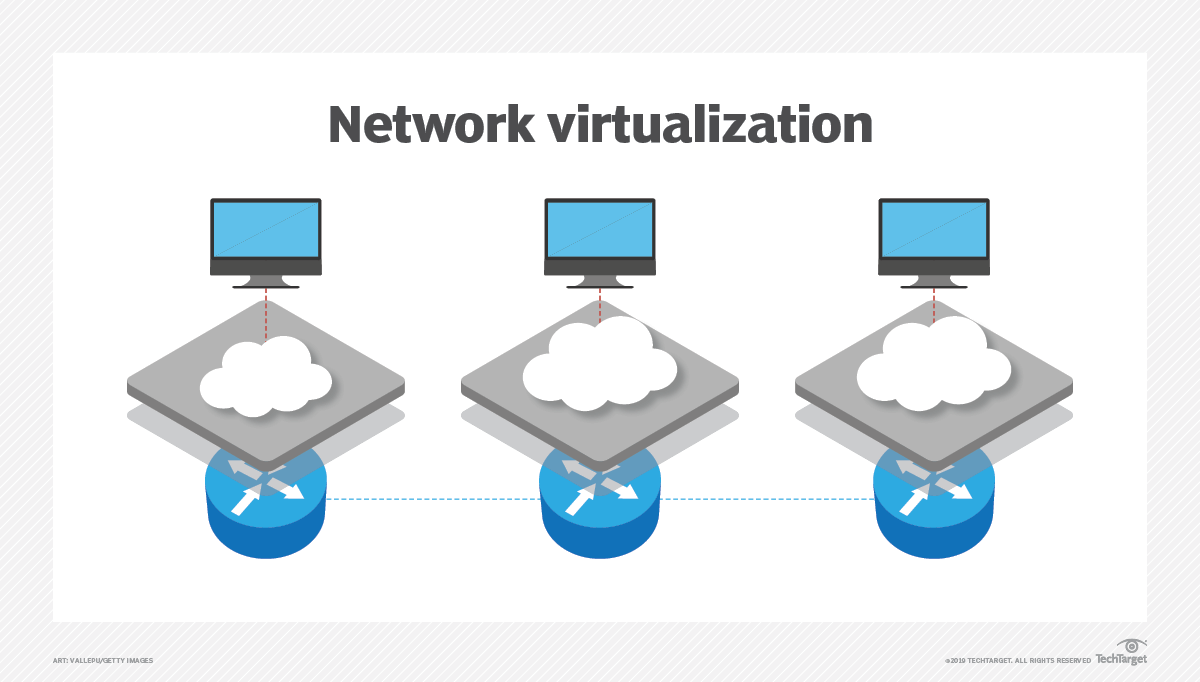 Network virtualization
ART: VALLEPU/GETTY IMAGES
©2019 TECHTARGET. ALL RIGHTS RESERVED TechTarget